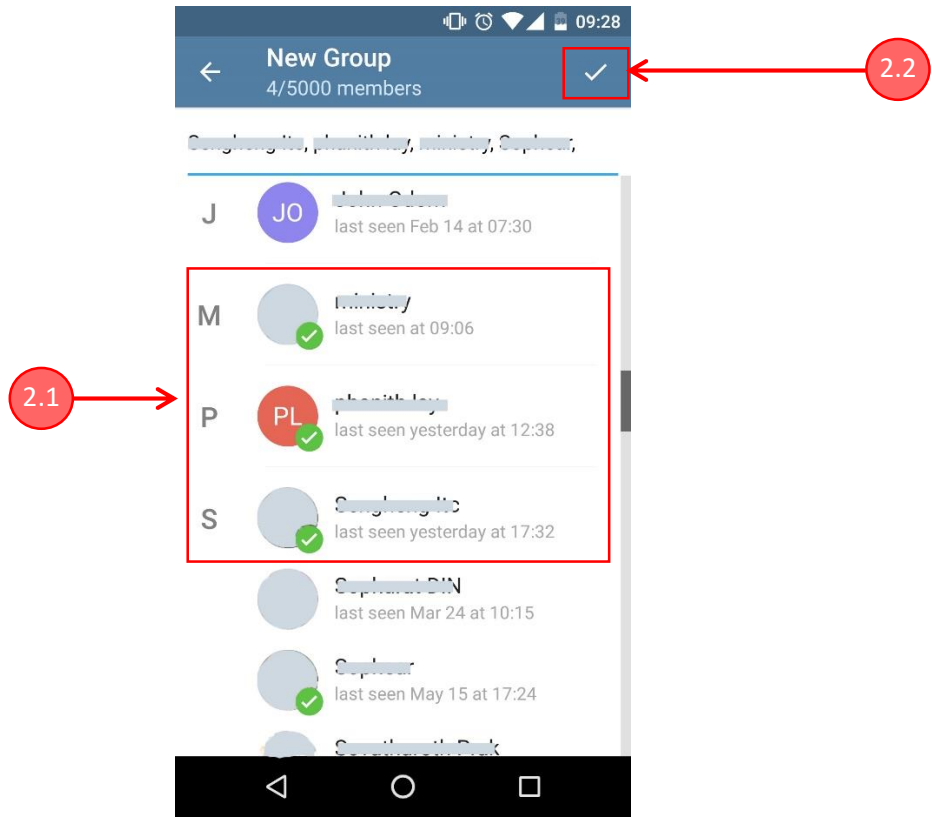 09:28
New Group
4/5000 members
2.2
J
JO
last seen Feb 14 at 07:30
M
last seen at 09:06
2.1
P
PL
last seen yesterday at 12:38
S
last seen yesterday at 17:32
last seen Mar 24 at 10:15
last seen May 15 at 17:24